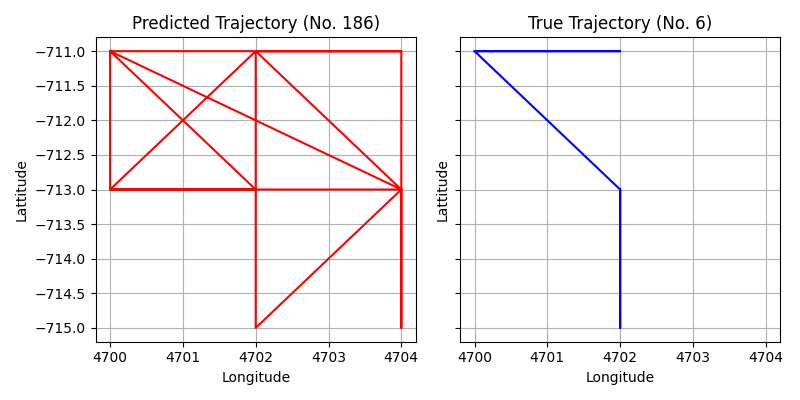 Predicted Trajectory (No. 186)
−711.0
−711.5
−712.0
−712.5
−713.0
−713.5
−714.0
−714.5
−715.0
Lattitude
4700 4701 4702 4703 4704
Longitude
True Trajectory (No. 6)
Lattitude
4700 4701 4702 4703 4704
Longitude